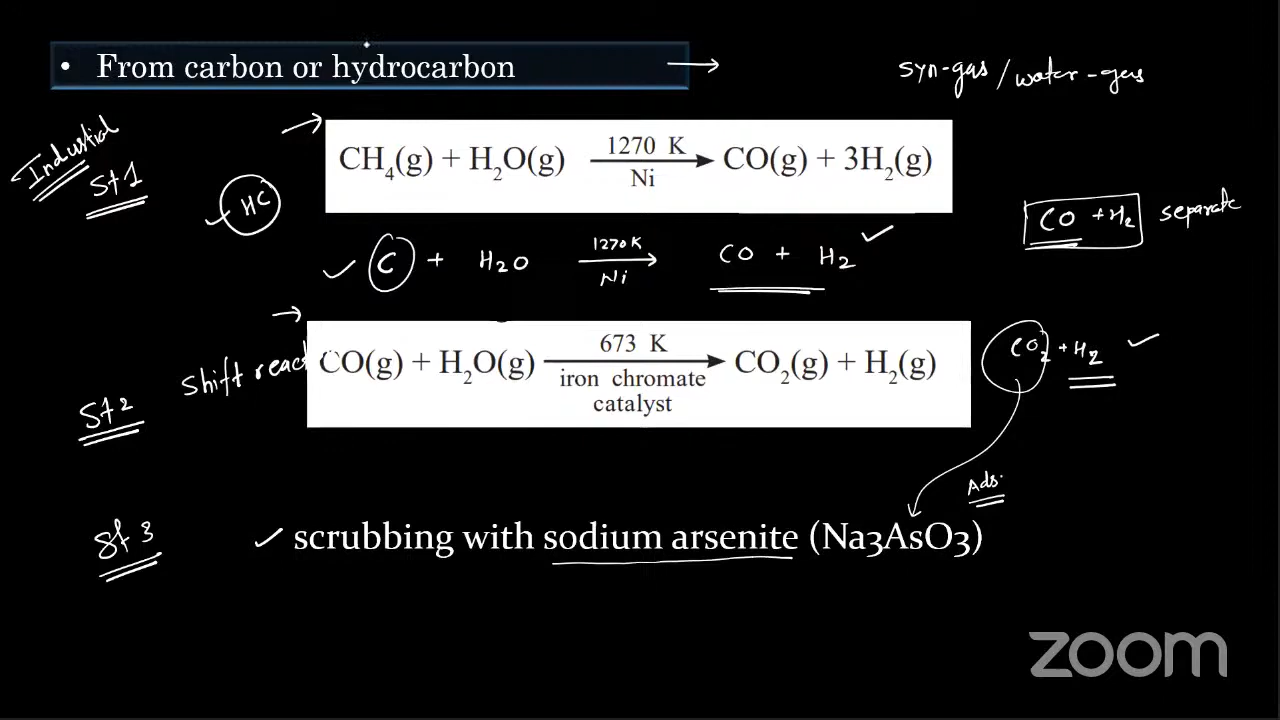 • From carbon or hydrocarbon → syn-gas / water-gas
Industial
St 1
HC
CH₄(g) + H₂O(g) 1270 K Ni → CO(g) + 3H₂(g)
CO + H₂ separate
C + H₂O 1270K Ni → CO + H₂
Shift react
CO(g) + H₂O(g) 673 K iron chromate catalyst → CO₂(g) + H₂(g)
CO₂ + H₂
St 2
Ads.
St 3
scrubbing with sodium arsenite (Na3AsO3)
zoom